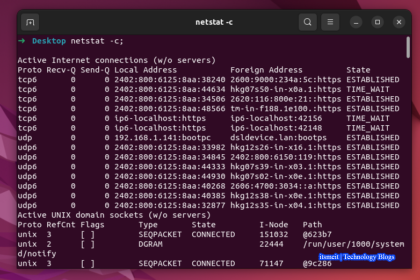 netstat -c
→ Desktop netstat -c;
Active Internet connections (w/o servers)
Proto Recv-Q Send-Q Local Address Foreign Address State
tcp6 0 0 2402:800:6125:8aa:38240 2600:9000:234a:5c:https ESTABLISHED
tcp6 0 0 2402:800:6125:8aa:44634 hkg07s50-in-x0a.1:https TIME_WAIT
tcp6 0 0 2402:800:6125:8aa:34506 2620:116:800e:21::https ESTABLISHED
tcp6 0 0 2402:800:6125:8aa:48656 tm-in-f188.1e100.:https ESTABLISHED
tcp6 0 0 ip6-localhost:https ip6-localhost:42156 TIME_WAIT
tcp6 0 0 ip6-localhost:https ip6-localhost:42148 TIME_WAIT
udp 0 0 192.168.1.141:bootpc dsldevice.lan:bootps ESTABLISHED
udp6 0 0 2402:800:6125:8aa:33982 hkg12s26-in-x16.1:https ESTABLISHED
udp6 0 0 2402:800:6125:8aa:34845 2402:800:6150:119:https ESTABLISHED
udp6 0 0 2402:800:6125:8aa:44333 hkg07s39-in-x03.1:https ESTABLISHED
udp6 0 0 2402:800:6125:8aa:44930 hkg07s02-in-x0e.1:https ESTABLISHED
udp6 0 0 2402:800:6125:8aa:40268 2606:4700:3034::a:https ESTABLISHED
udp6 0 0 2402:800:6125:8aa:40685 hkg12s35-in-x0e.1:https ESTABLISHED
udp6 0 0 2402:800:6125:8aa:32877 hkg12s18-in-x04.1:https ESTABLISHED
Active UNIX domain sockets (w/o servers)
Proto RefCnt Flags Type State I-Node Path
unix 3 [ ] SEQPACKET CONNECTED 151032 @623b7
unix 2 [ ] DGRAM 22444 /run/user/1000/system
d/notify
unix 3 [ ] SEQPACKET CONNECTED 71147 @9c286
itsmeit | Technology Blogs